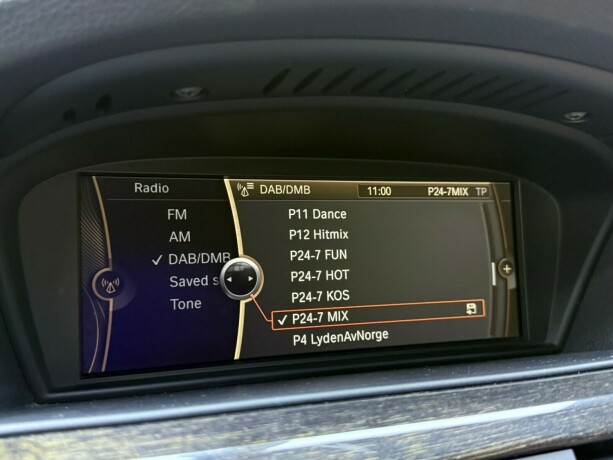 Radio
FM
AM
DAB/DMB
Saved s
Tone
DAB/DMB 11:00 P24-7MIX TP
P11 Dance
P12 Hitmix
P24-7 FUN
P24-7 HOT
P24-7 KOS
P24-7 MIX
P4 LydenAvNorge